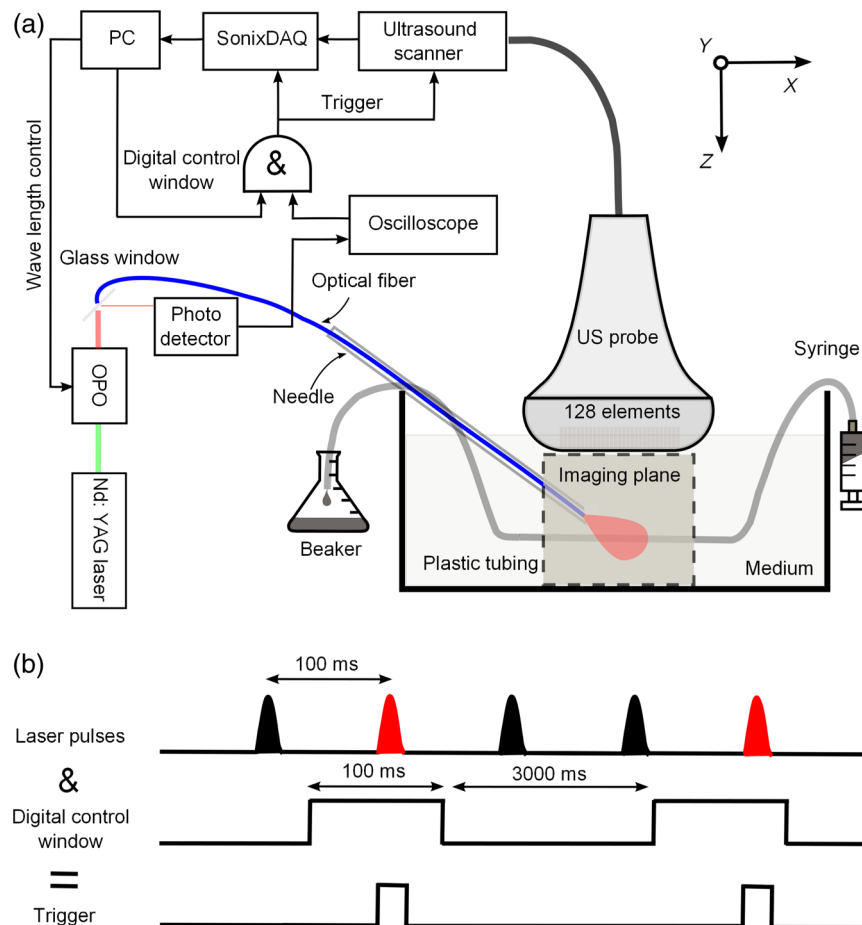 (a)
PC
SonixDAQ
Ultrasound
scanner
Y
X
Z
Trigger
Wave length control
Digital control
window
&
Oscilloscope
Glass window
Optical fiber
Photo
detector
Needle
US probe
Syringe
OPO
128 elements
Imaging plane
Nd: YAG laser
Beaker
Plastic tubing
Medium
(b)
100 ms
Laser pulses
&
100 ms
3000 ms
Digital control
window
=
Trigger